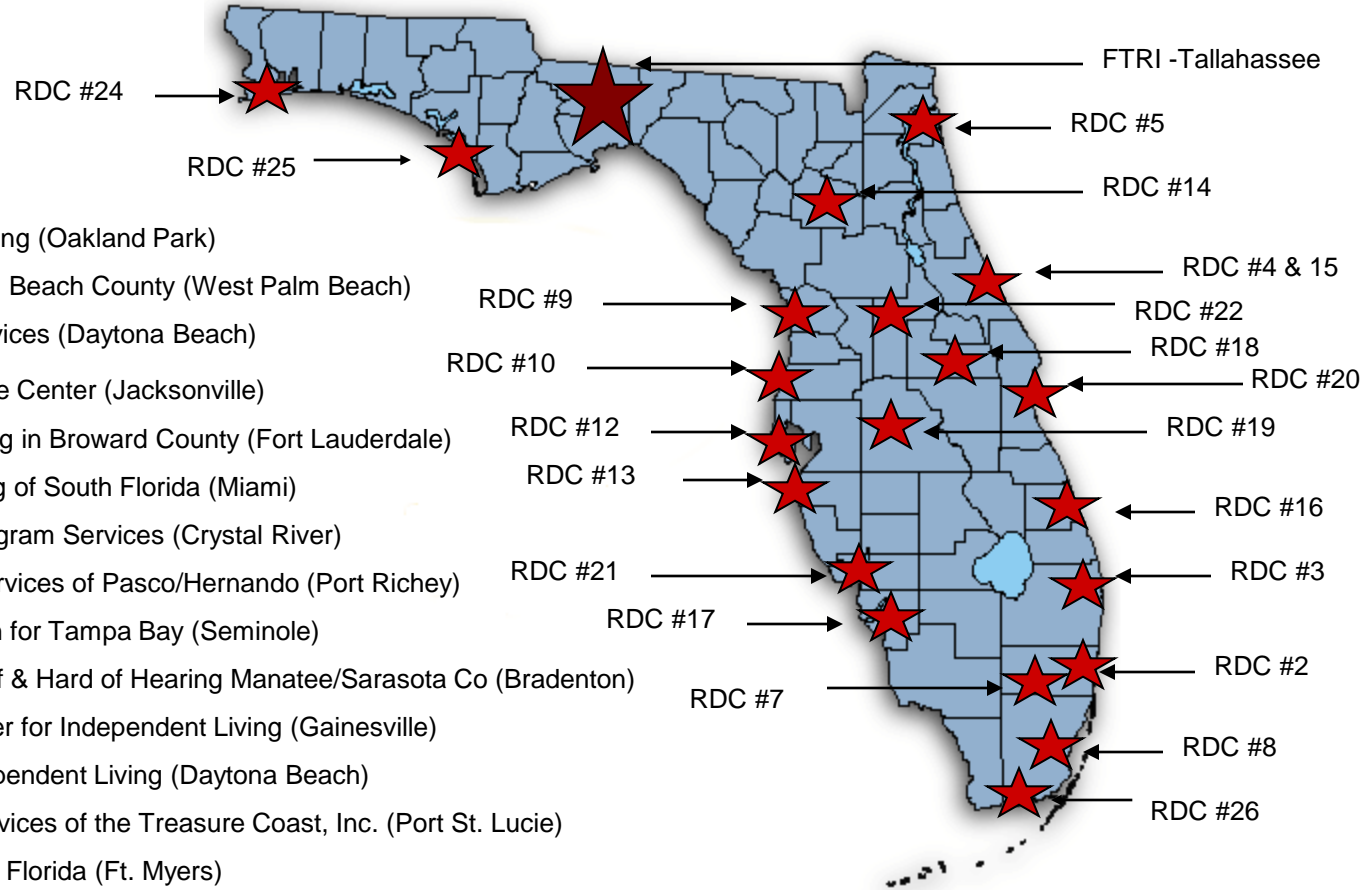 FTRI -Tallahassee
RDC #24
RDC #5
RDC #25
RDC #14
ng (Oakland Park)
RDC #4 & 15
Beach County (West Palm Beach)
RDC #9
RDC #22
vices (Daytona Beach)
RDC #18
RDC #10
RDC #20
e Center (Jacksonville)
RDC #12
RDC #19
g in Broward County (Fort Lauderdale)
RDC #13
g of South Florida (Miami)
RDC #16
gram Services (Crystal River)
RDC #21
RDC #3
ervices of Pasco/Hernando (Port Richey)
RDC #17
n for Tampa Bay (Seminole)
RDC #2
f & Hard of Hearing Manatee/Sarasota Co (Bradenton)
RDC #7
er for Independent Living (Gainesville)
RDC #8
pendent Living (Daytona Beach)
RDC #26
vices of the Treasure Coast, Inc. (Port St. Lucie)
Florida (Ft. Myers)